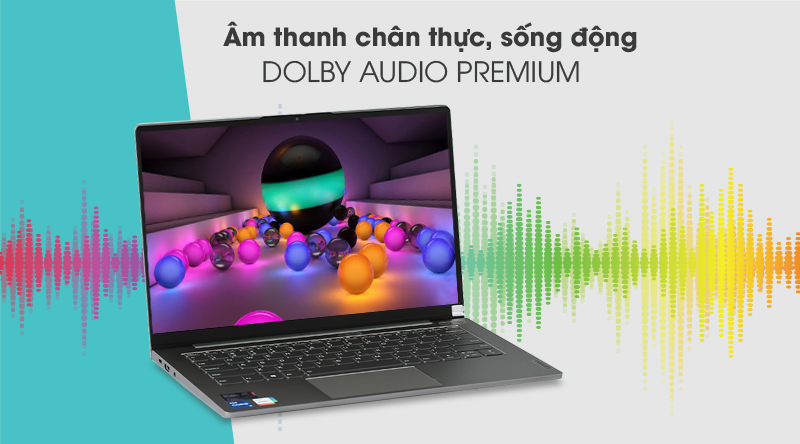 Âm thanh chân thực, sống động
DOLBY AUDIO PREMIUM